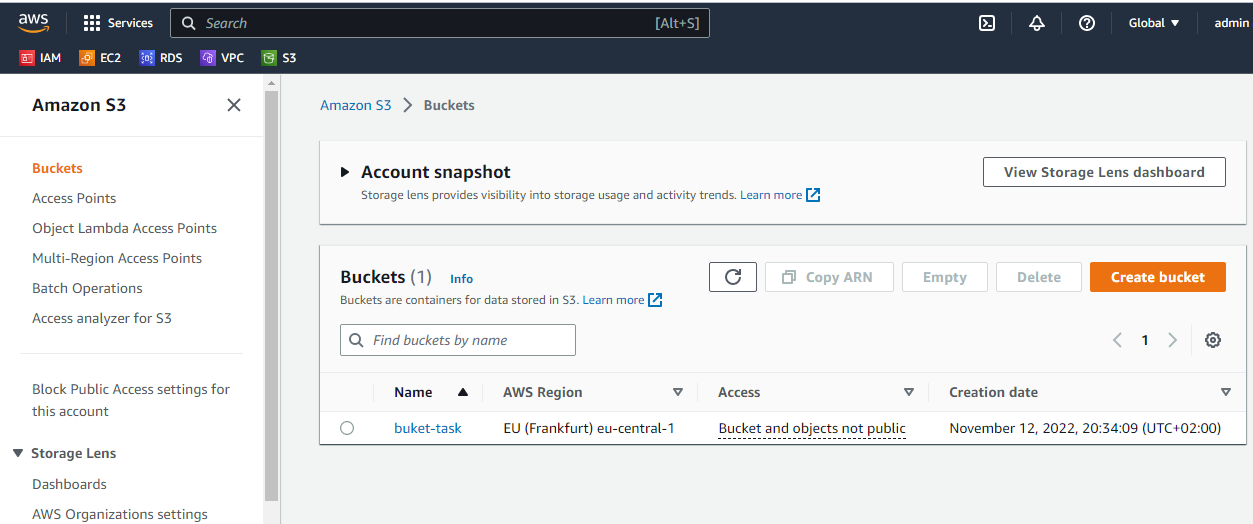 aws
Services
Search [Alt+S]
Global
admin
IAM EC2 RDS VPC S3
Amazon S3
Buckets
Access Points
Object Lambda Access Points
Multi-Region Access Points
Batch Operations
Access analyzer for S3
Block Public Access settings for
this account
Storage Lens
Dashboards
AWS Organizations settings
Amazon S3 > Buckets
Account snapshot
Storage lens provides visibility into storage usage and activity trends. Learn more
View Storage Lens dashboard
Buckets (1) Info
Buckets are containers for data stored in S3. Learn more
Copy ARN
Empty
Delete
Create bucket
Find buckets by name
1
Name AWS Region Access Creation date
buket-task EU (Frankfurt) eu-central-1 Bucket and objects not public November 12, 2022, 20:34:09 (UTC+02:00)